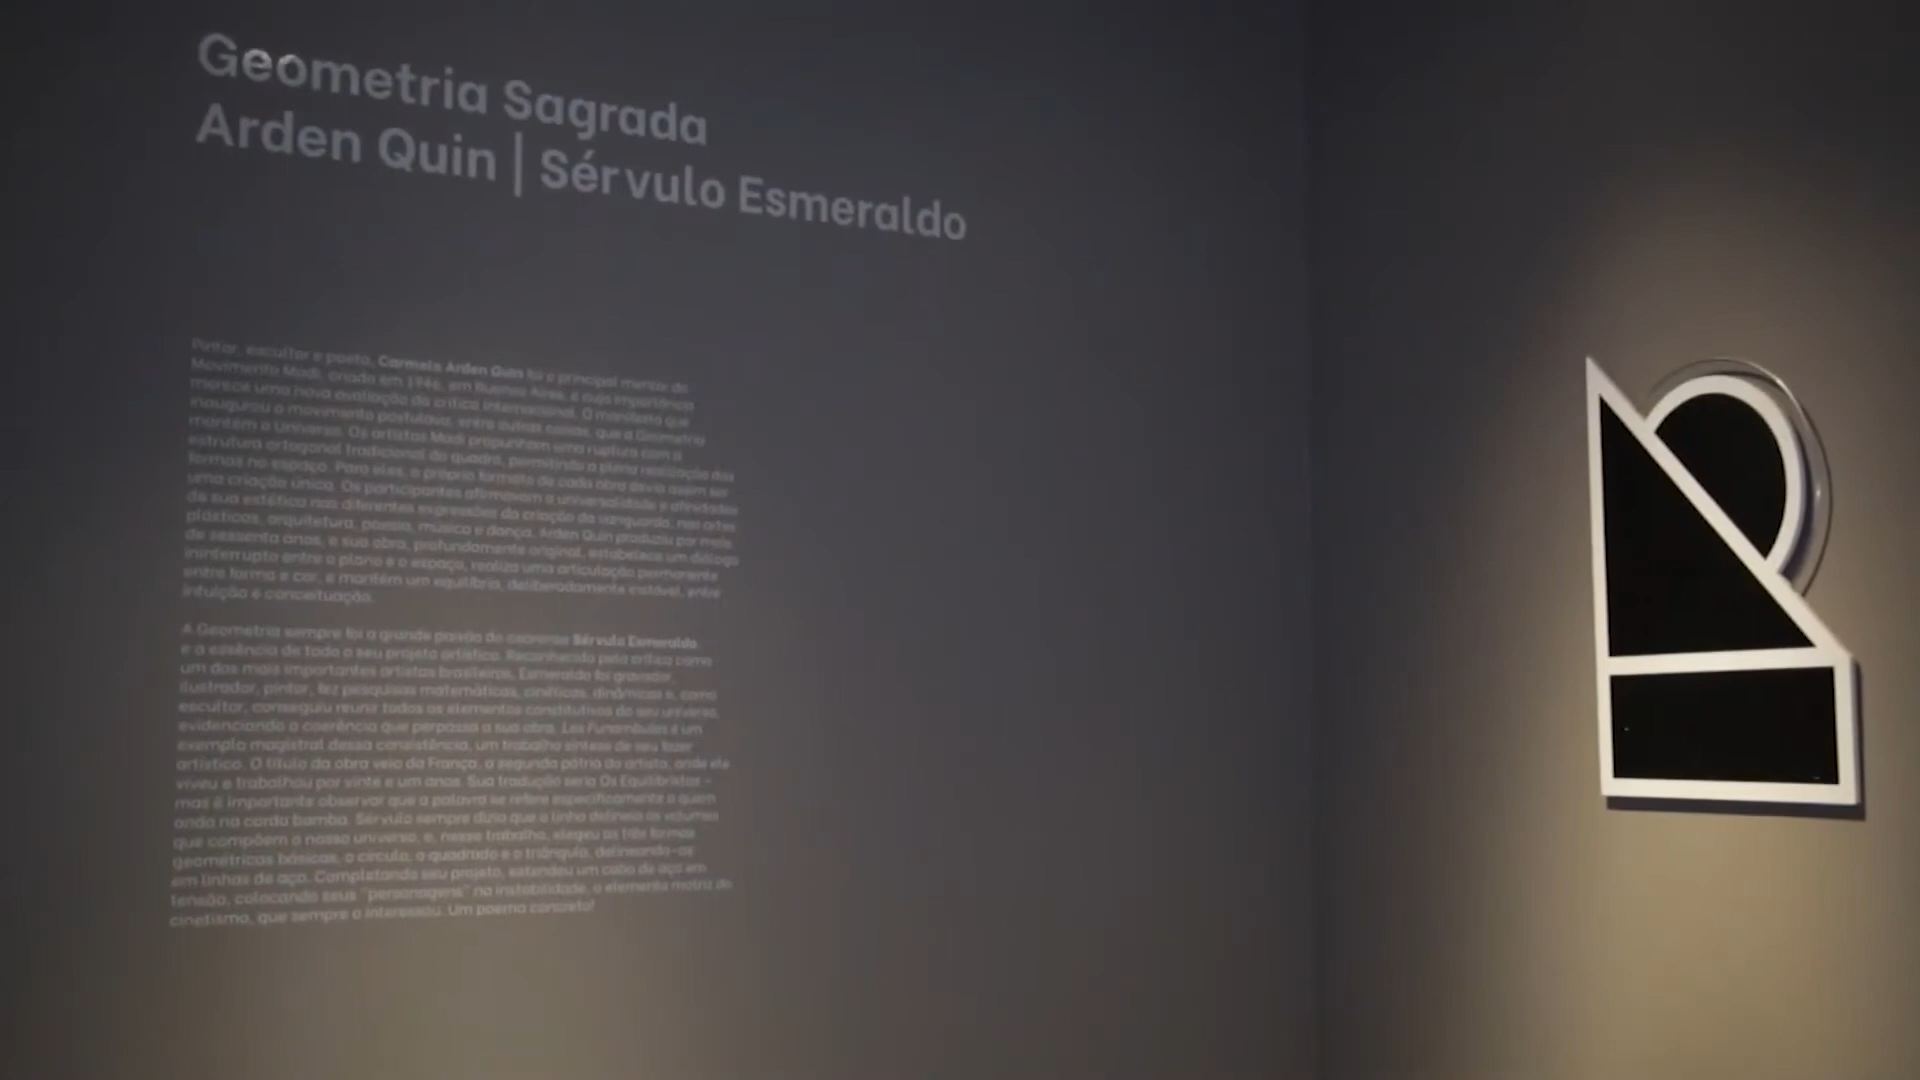 Geometria Sagrada
Arden Quin | Sérvulo Esmeraldo
Pintor, escultor e poeta, Carmelo Arden Quin foi o principal mentor do
Movimento Madí, criado em 1946, em Buenos Aires, e cuja importância
merece uma nova avaliação da crítica internacional. O manifesto que
inaugurou o movimento postulava, entre outras coisas, que a Geometria
mantém o Universo. Os artistas Madí propunham uma ruptura com a
estrutura ortogonal tradicional do quadro, permitindo a plena realização das
formas no espaço. Para eles, o próprio formato de cada obra devia assim ser
uma criação única. Os participantes afirmavam a universalidade e
de sua estética nas diferentes expressões da criação da vanguarda, nas artes
plásticas, arquitetura, poesia, música e dança. Arden Quin produziu por mais
de sessenta anos, e sua obra, profundamente original, estabelece um diálogo
ininterrupto entre o plano e o espaço, realiza uma articulação permanente
entre forma e cor, e mantém um equilíbrio, deliberadamente instável, entre
intuição e conceituação.
A Geometria sempre foi a grande paixão do cearense Sérvulo Esmeraldo
e a essência de todo o seu projeto artístico. Reconhecido pela crítica como
um dos mais importantes artistas brasileiros, Esmeraldo foi gravador,
ilustrador, pintor, fez pesquisas matemáticas, cinéticas, dinâmicas e, como
escultor, conseguiu reunir todos os elementos constitutivos do seu universo,
evidenciando a coerência que perpassa a sua obra. Les Funambules é um
exemplo magistral dessa consistência, um trabalho síntese de seu fazer
artístico. O título da obra veio da França, a segunda pátria do artista, onde ele
viveu e trabalhou por vinte e um anos. Sua tradução seria Os Equilibristas –
mas é importante observar que a palavra se refere especificamente a quem
anda na corda bamba. Sérvulo sempre dizia que a linha delineia os volumes
que compõem o nosso universo, e, nesse trabalho, elegeu as três formas
geométricas básicas, o círculo, o quadrado e o triângulo, delineando-as
em linhas de aço. Completando seu projeto, estendeu um cabo de aço em
tensão, colocando seus "personagens" na instabilidade, o elemento motriz do
cinetismo, que sempre o interessou. Um poema concreto!